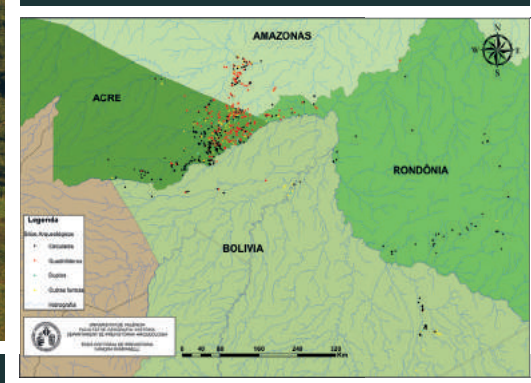 AMAZONAS
N
W E
S
ACRE
RONDÔNIA
BOLIVIA
Legenda
Sítios Arqueológicos
Circulares
Quadriláteros
Duplos
Outras formas
Hidrografia
0 40 80 160 240 320
Km